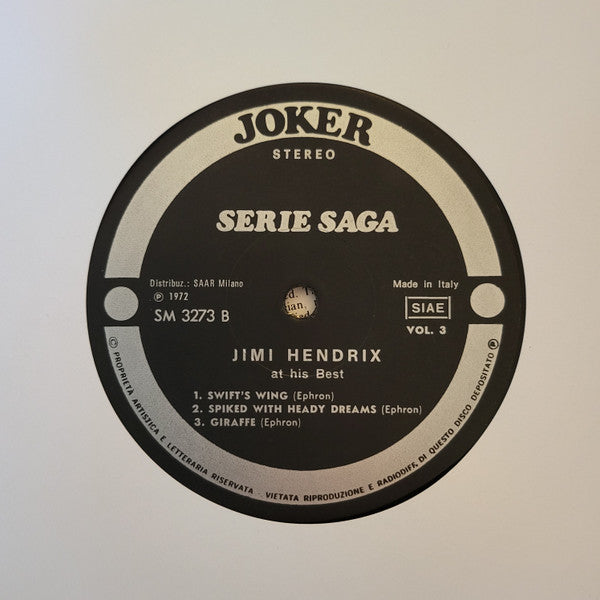 JOKER
STEREO
SERIE SAGA
Distribuz.: SAAR Milano
℗ 1972
SM 3273 B
Made in Italy
SIAE
VOL. 3
JIMI HENDRIX
at his Best
1. SWIFT'S WING (Ephron)
2. SPIKED WITH HEADY DREAMS (Ephron)
3. GIRAFFE (Ephron)
© PROPRIETA ARTISTICA E LETTERARIA RISERVATA - VIETATA RIPRODUZIONE E RADIODIFF. DI QUESTO DISCO DEPOSITATO ℗